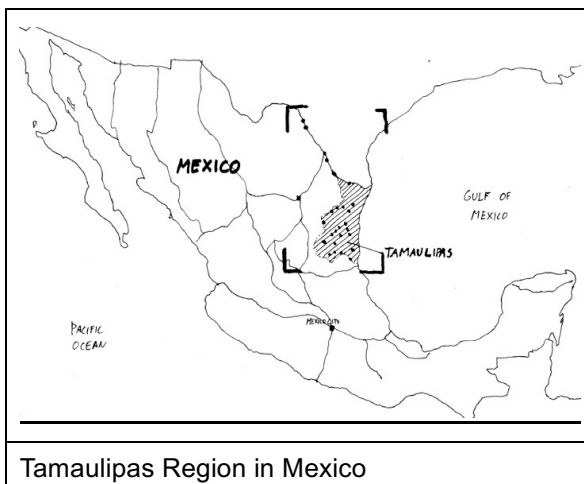 MEXICO
GULF OF
MEXICO
TAMAULIPAS
MEXICO CITY
PACIFIC
OCEAN
Tamaulipas Region in Mexico